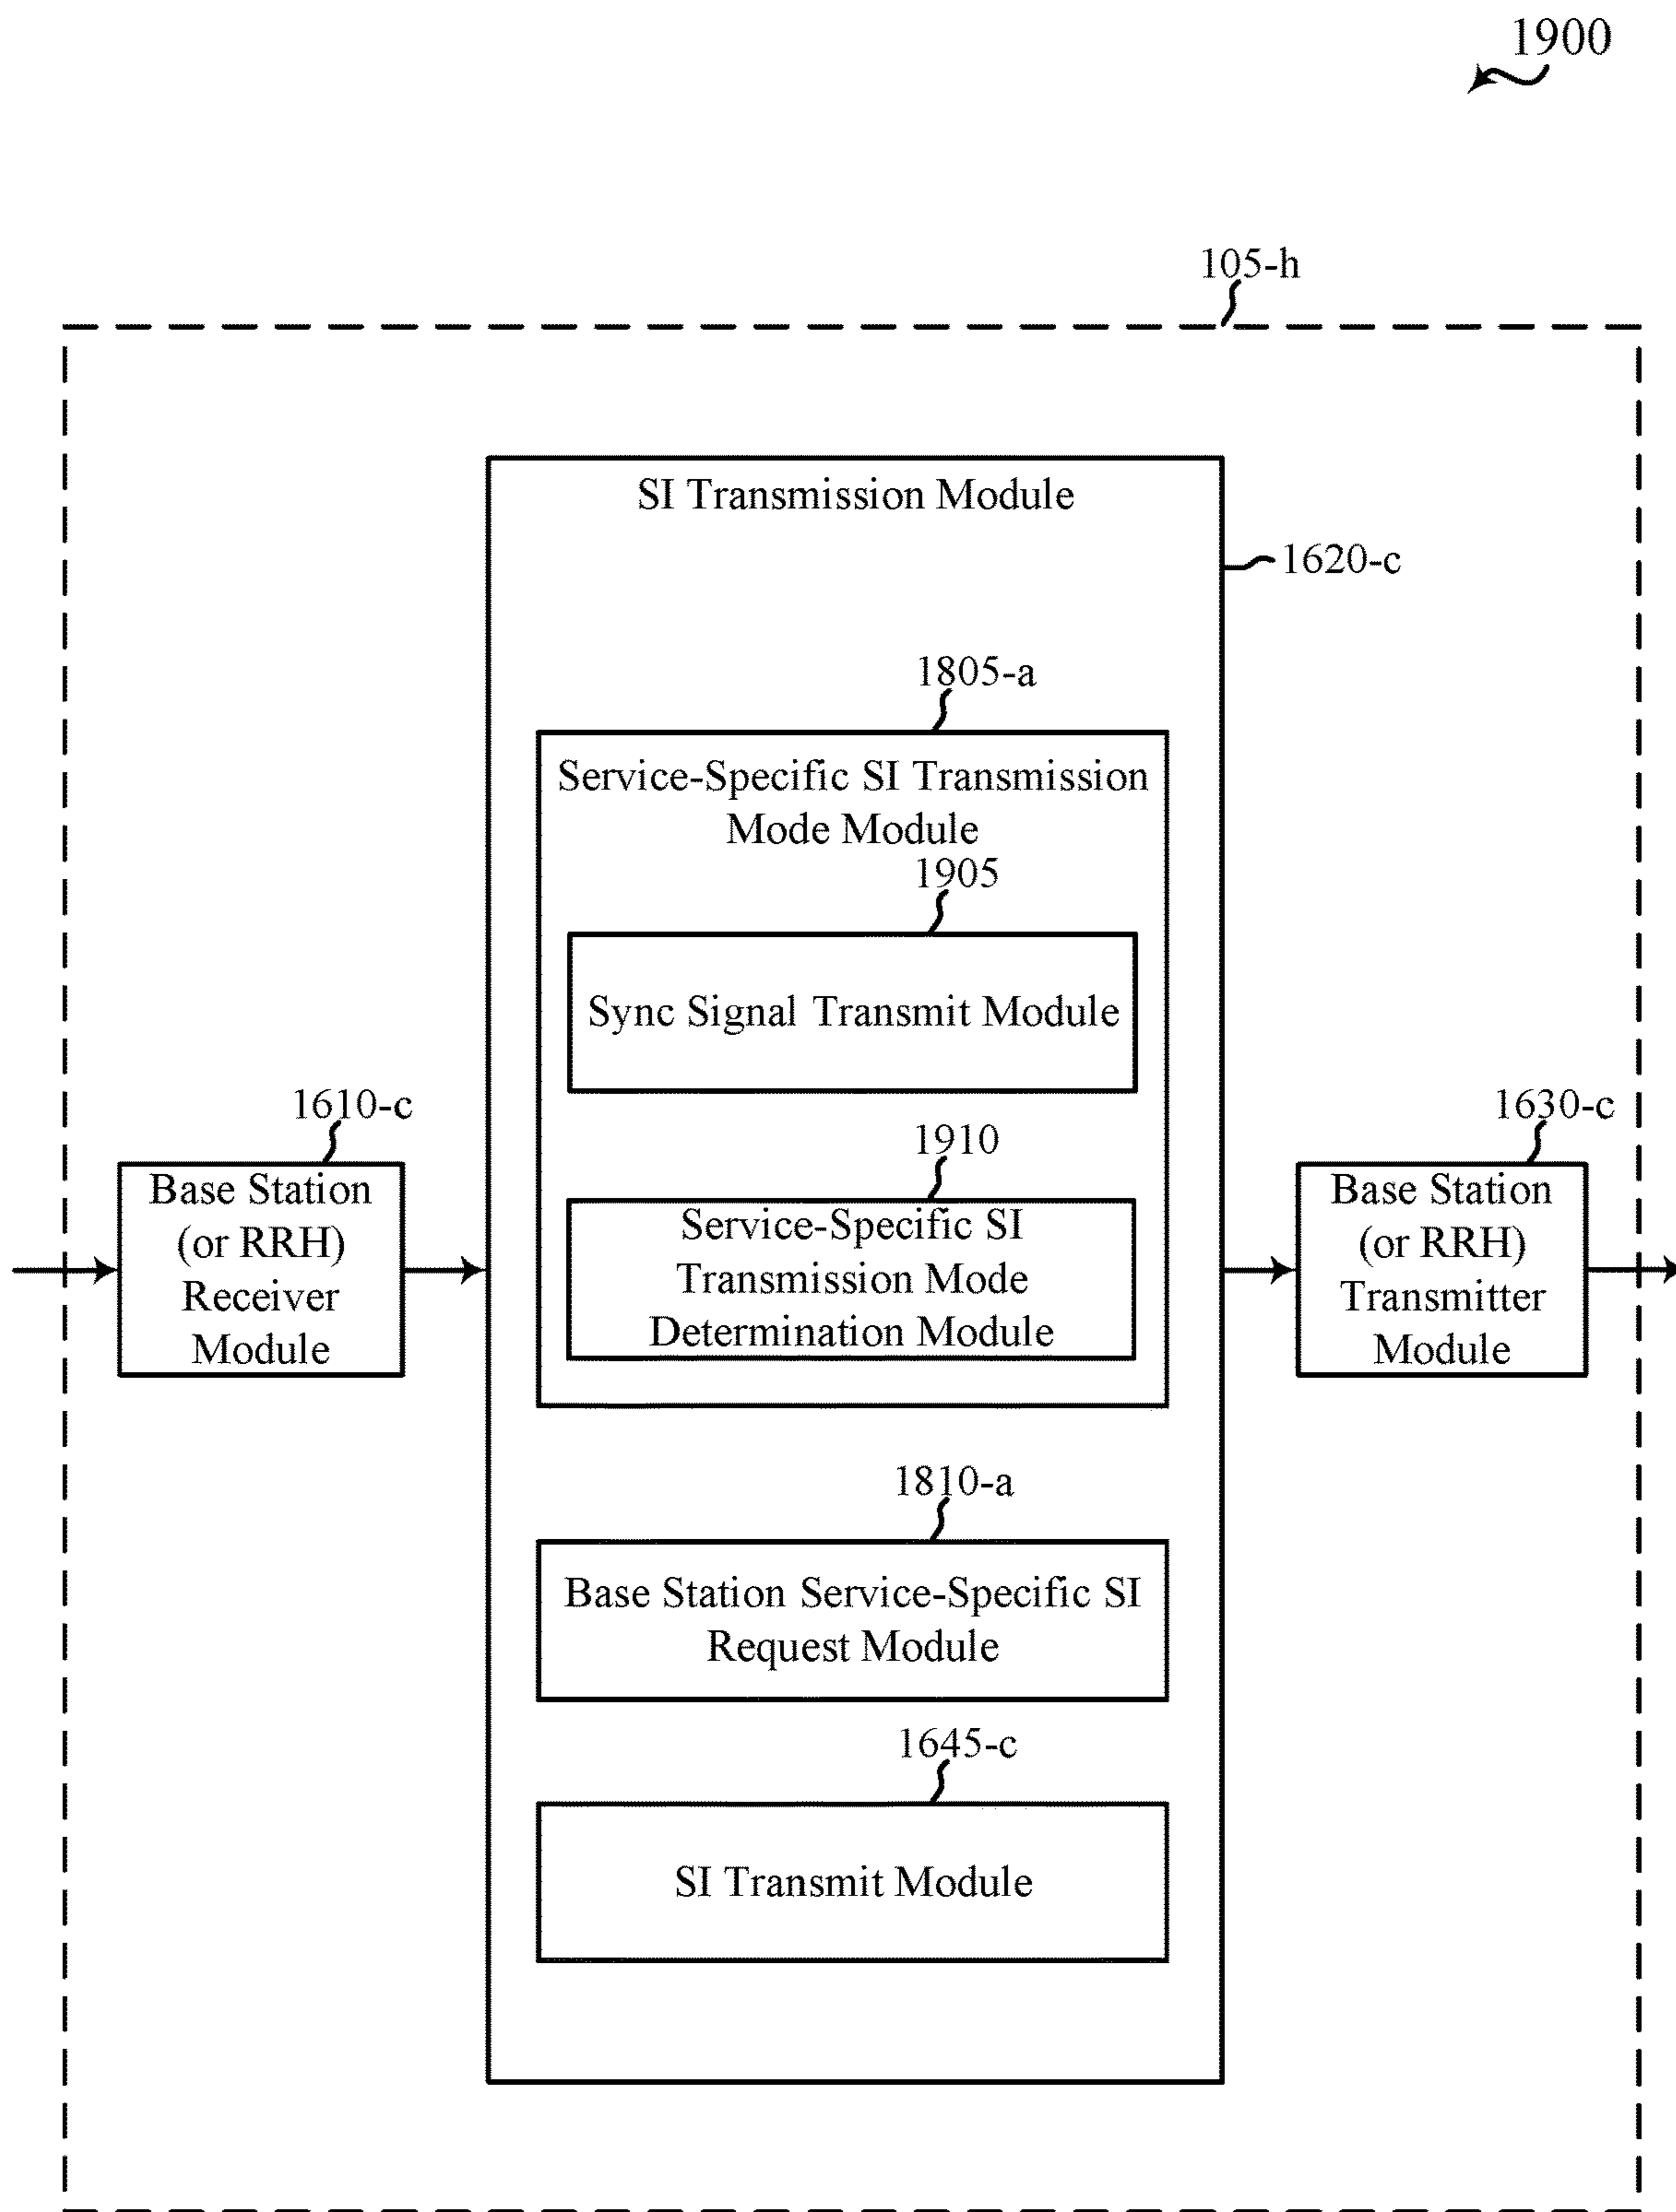 1900
105-h
SI Transmission Module
1620-c
1805-a
Service-Specific SI Transmission
Mode Module
1905
Sync Signal Transmit Module
1610-c
Base Station
(or RRH)
Receiver
Module
1910
Service-Specific SI
Transmission Mode
Determination Module
1630-c
Base Station
(or RRH)
Transmitter
Module
1810-a
Base Station Service-Specific SI
Request Module
1645-c
SI Transmit Module